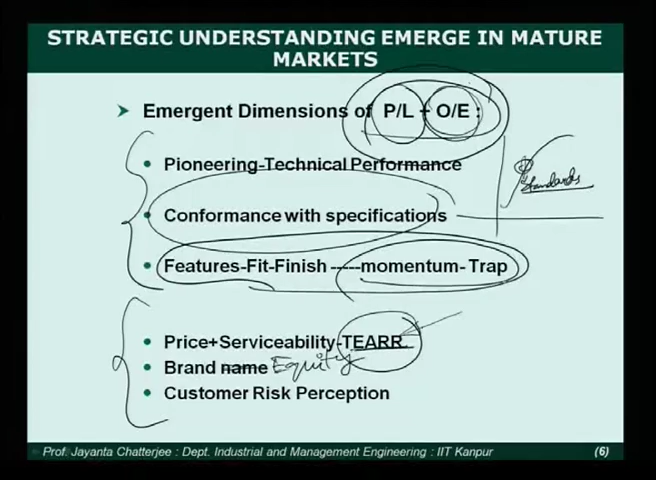 STRATEGIC UNDERSTANDING EMERGE IN MATURE
MARKETS
Emergent Dimensions of P/L + O/E :
Pioneering-Technical Performance
Standards
Conformance with specifications
Features-Fit-Finish -----momentum- Trap
Price+Serviceability-TEARR
Brand name Equity
Customer Risk Perception
Prof. Jayanta Chatterjee : Dept. Industrial and Management Engineering : IIT Kanpur (6)